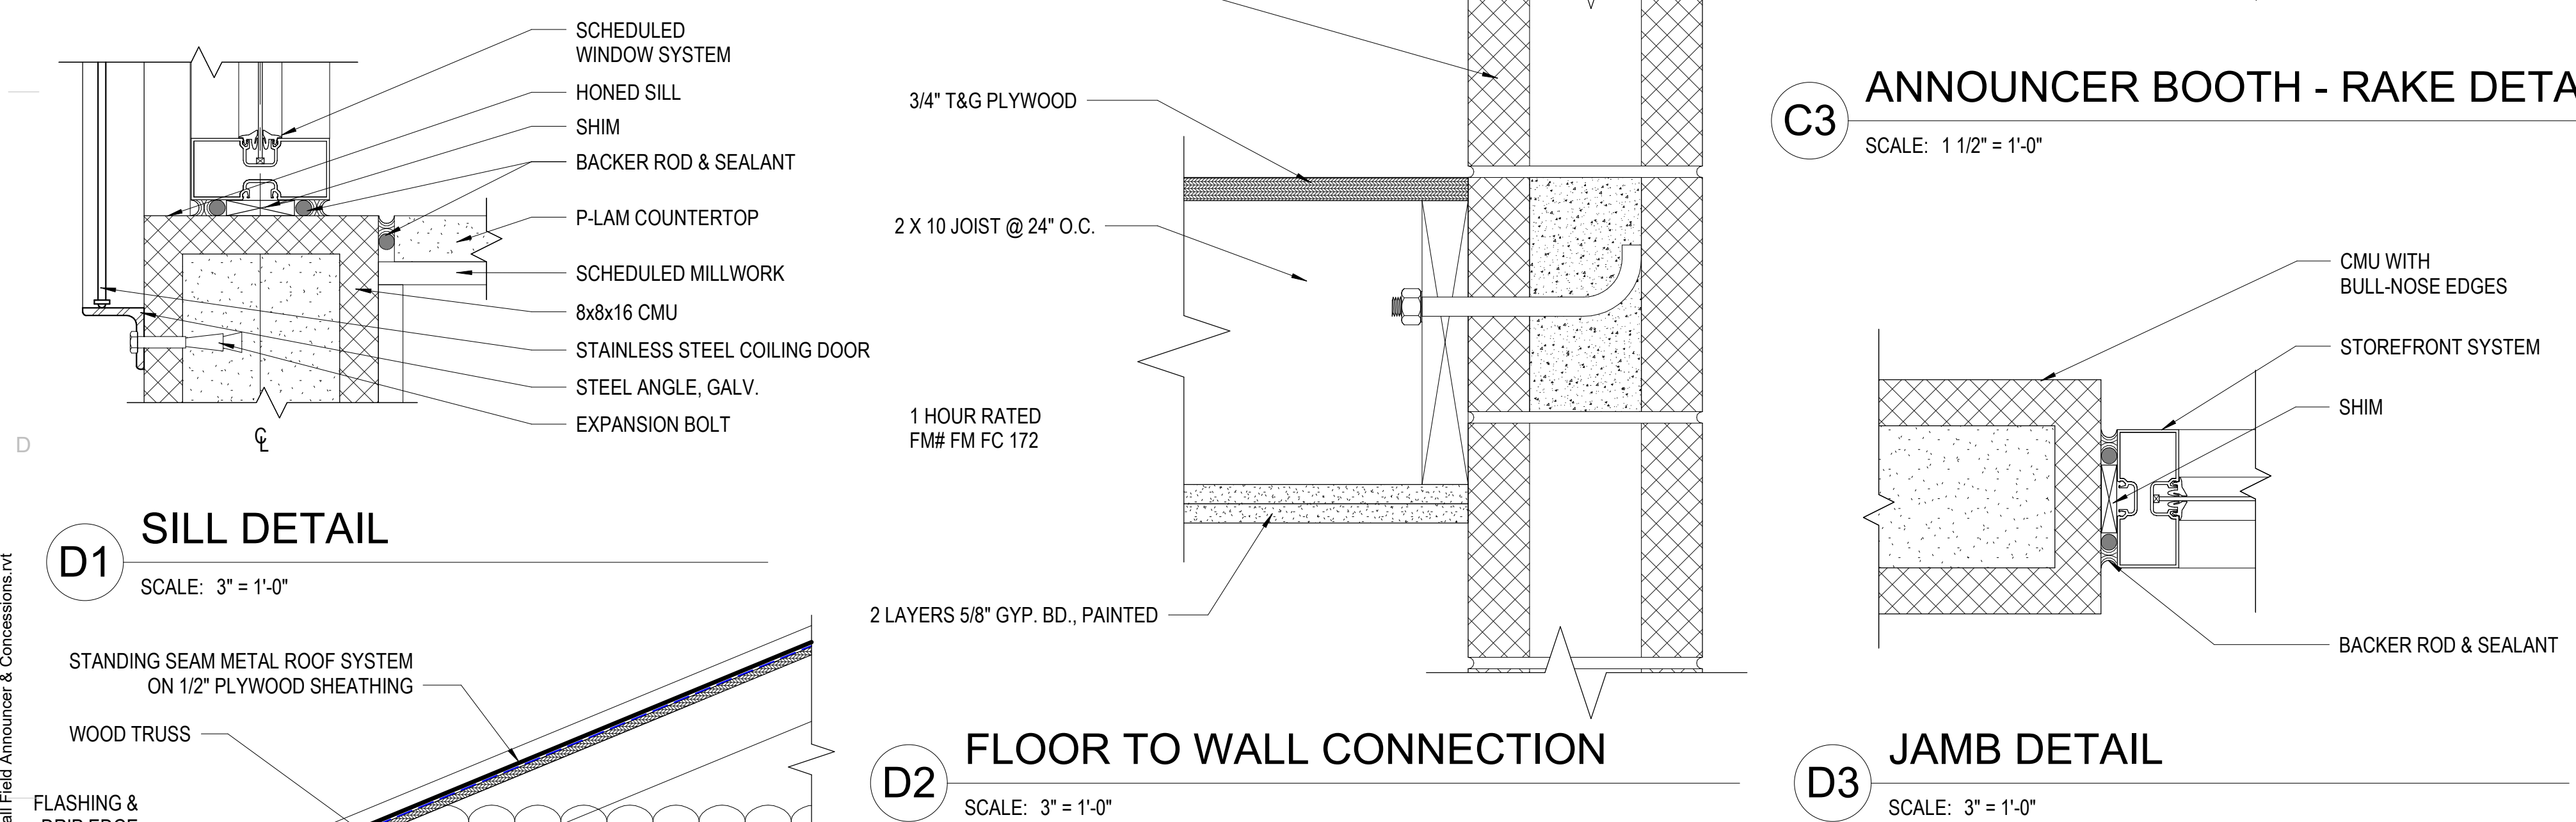 SCHEDULED
WINDOW SYSTEM
HONED SILL
SHIM
BACKER ROD & SEALANT
P-LAM COUNTERTOP
SCHEDULED MILLWORK
8x8x16 CMU
STAINLESS STEEL COILING DOOR
STEEL ANGLE, GALV.
EXPANSION BOLT
D
D1
SILL DETAIL
SCALE: 3" = 1'-0"
STANDING SEAM METAL ROOF SYSTEM
ON 1/2" PLYWOOD SHEATHING
WOOD TRUSS
FLASHING &
DRIP EDGE
all Field Announcer & Concessions.rvt
3/4" T&G PLYWOOD
2 X 10 JOIST @ 24" O.C.
1 HOUR RATED
FM# FM FC 172
2 LAYERS 5/8" GYP. BD., PAINTED
D2
FLOOR TO WALL CONNECTION
SCALE: 3" = 1'-0"
C3
ANNOUNCER BOOTH - RAKE DETA
SCALE: 1 1/2" = 1'-0"
CMU WITH
BULL-NOSE EDGES
STOREFRONT SYSTEM
SHIM
BACKER ROD & SEALANT
D3
JAMB DETAIL
SCALE: 3" = 1'-0"